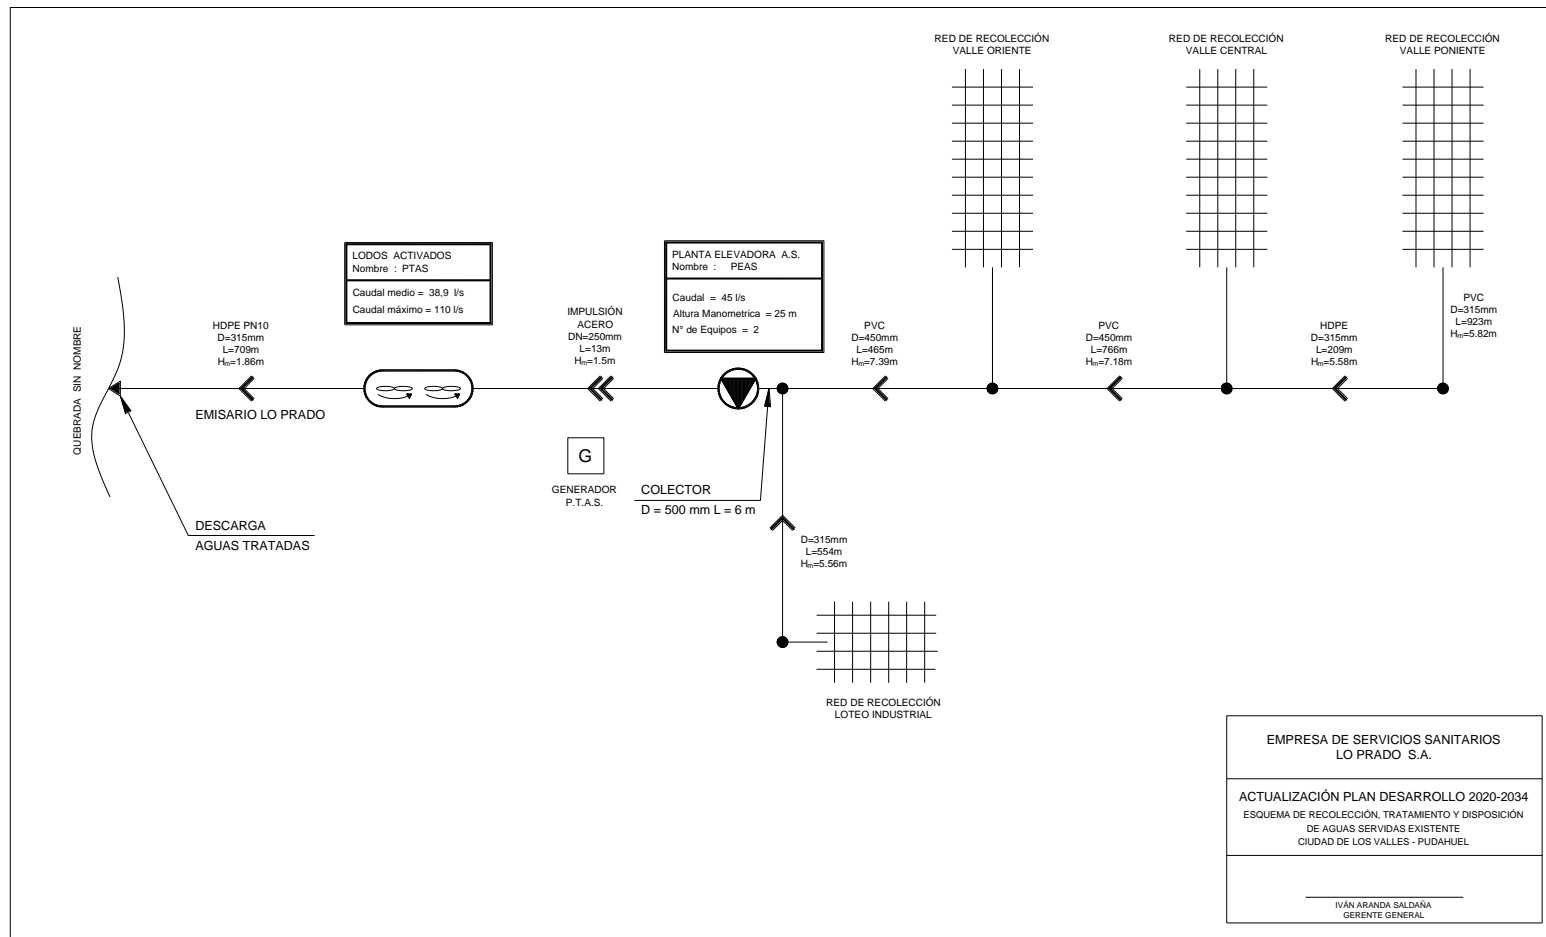 RED DE RECOLECCIÓN
VALLE ORIENTE
RED DE RECOLECCIÓN
VALLE CENTRAL
RED DE RECOLECCIÓN
VALLE PONIENTE
LODOS ACTIVADOS
Nombre : PTAS
Caudal medio = 38,9 l/s
Caudal máximo = 110 l/s
PLANTA ELEVADORA A.S.
Nombre : PEAS
Caudal = 45 l/s
Altura Manometrica = 25 m
N° de Equipos = 2
QUEBRADA SIN NOMBRE
HDPE PN10
D=315mm
L=709m
Hm=1.86m
EMISARIO LO PRADO
IMPULSIÓN
ACERO
DN=250mm
L=13m
Hm=1.5m
PVC
D=450mm
L=465m
Hm=7.39m
PVC
D=450mm
L=766m
Hm=7.18m
HDPE
D=315mm
L=209m
Hm=5.58m
PVC
D=315mm
L=923m
Hm=5.82m
G
GENERADOR
P.T.A.S.
COLECTOR
D = 500 mm L = 6 m
DESCARGA
AGUAS TRATADAS
D=315mm
L=554m
Hm=5.56m
RED DE RECOLECCIÓN
LOTEO INDUSTRIAL
EMPRESA DE SERVICIOS SANITARIOS
LO PRADO S.A.
ACTUALIZACIÓN PLAN DESARROLLO 2020-2034
ESQUEMA DE RECOLECCIÓN, TRATAMIENTO Y DISPOSICIÓN
DE AGUAS SERVIDAS EXISTENTE
CIUDAD DE LOS VALLES - PUDAHUEL
IVÁN ARANDA SALDAÑA
GERENTE GENERAL